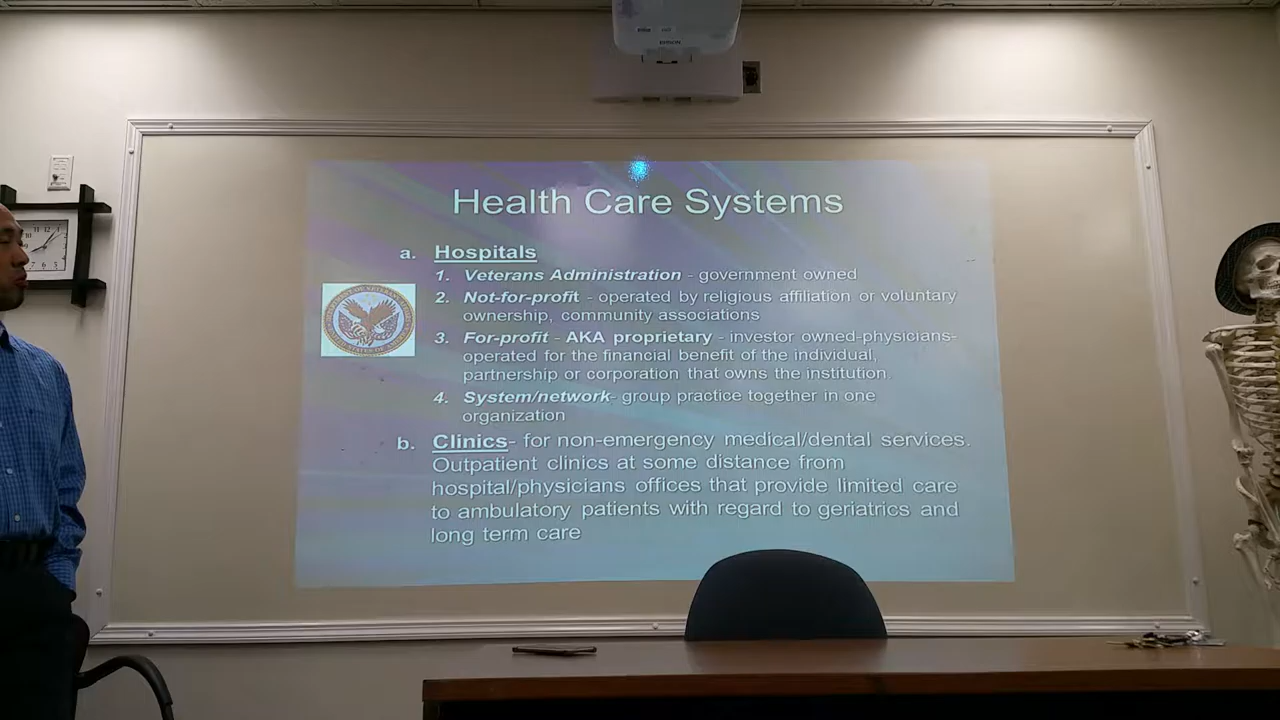 EPSON
Health Care Systems
a. Hospitals
1. Veterans Administration - government owned
2. Not-for-profit - operated by religious affiliation or voluntary
ownership, community associations
3. For-profit - AKA proprietary - investor owned-physicians-
operated for the financial benefit of the individual,
partnership or corporation that owns the institution.
4. System/network- group practice together in one
organization
b. Clinics- for non-emergency medical/dental services.
Outpatient clinics at some distance from
hospital/physicians offices that provide limited care
to ambulatory patients with regard to geriatrics and
long term care